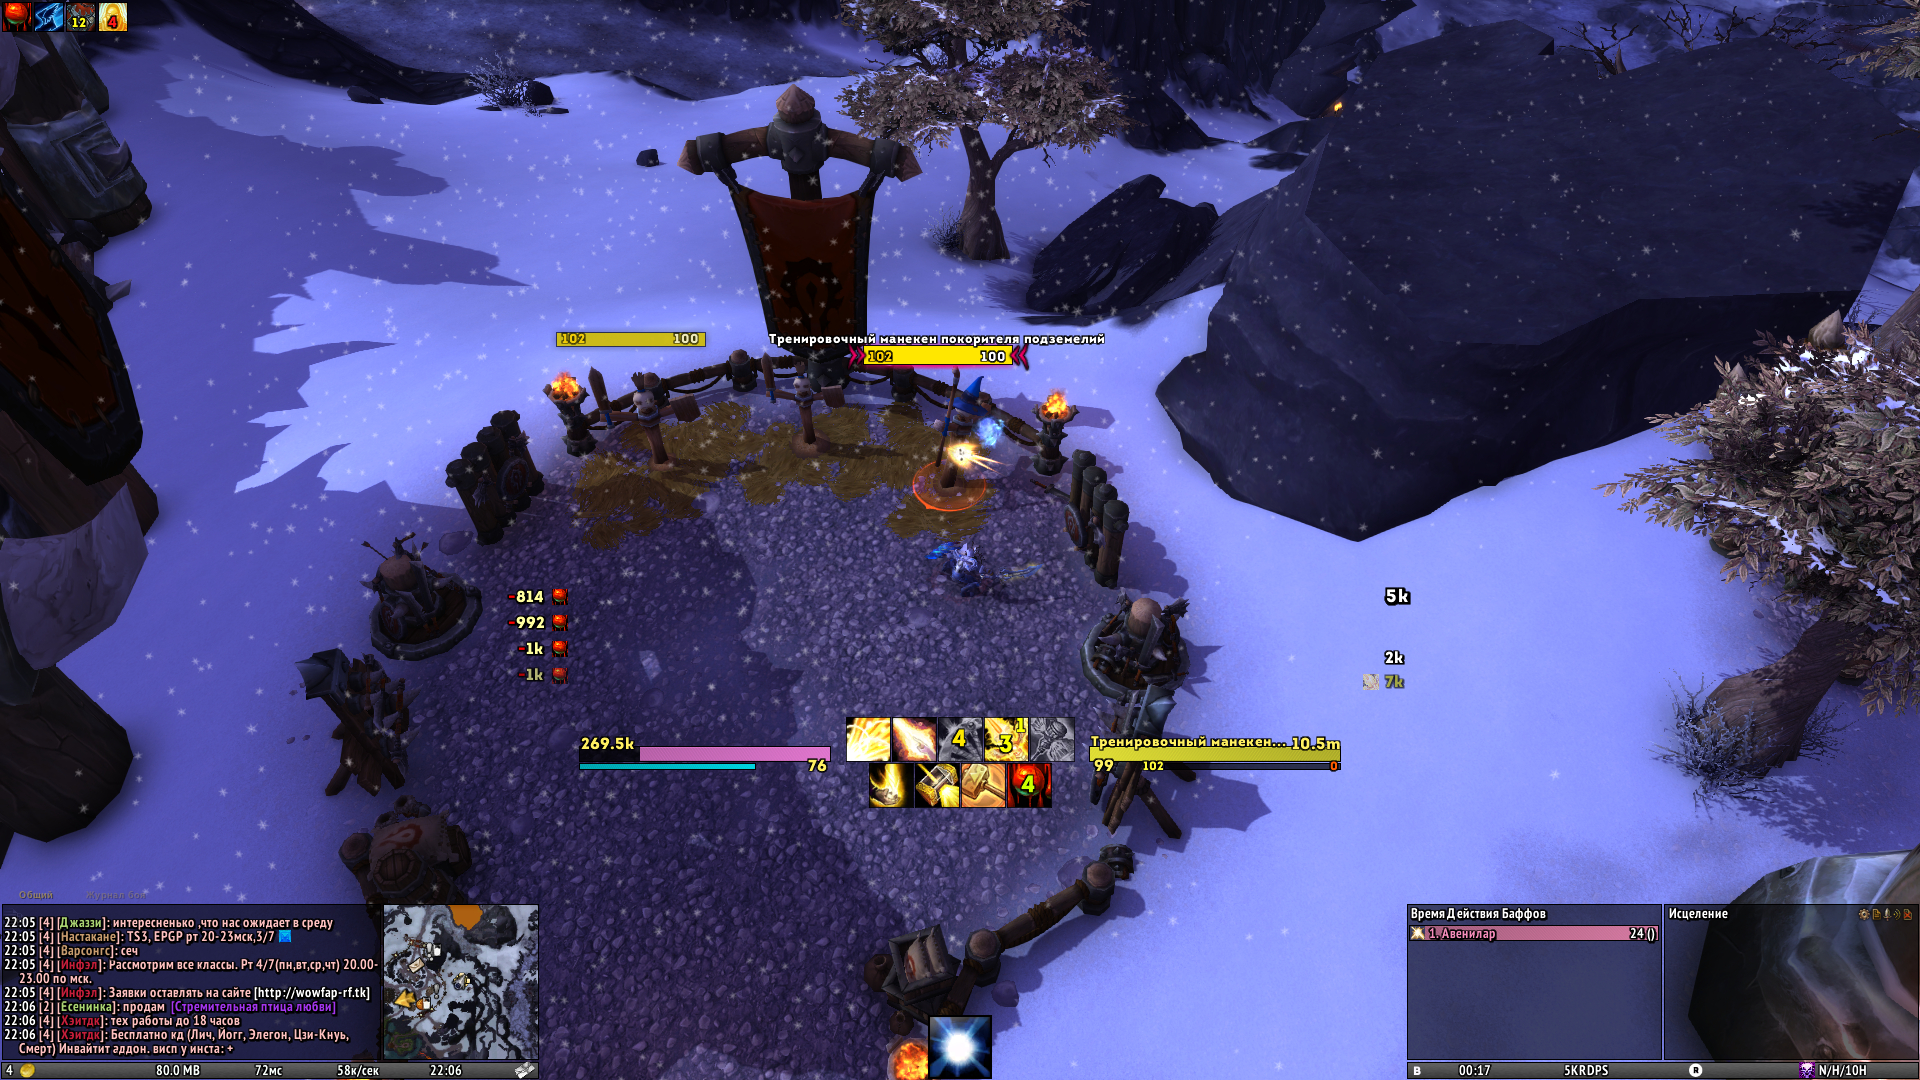 12
4
102 100
Тренировочный манекен покорителя подземелий
102 100
-814
-992
-1k
-1k
5k
2k
7k
4
1
3
269.5k
76
Тренировочный манекен... 10.5m
99 102 0
4
Общий Журнал боя
22:05 [4] [Джаззи]: интересненько ,что нас ожидает в среду
22:05 [4] [Настакане]: TS3, EPGP рт 20-23мск,3/7
22:05 [4] [Варсонгс]: сеч
22:05 [4] [Инфэл]: Рассмотрим все классы. Рт 4/7(пн,вт,ср,чт) 20.00-
23.00 по мск.
22:05 [4] [Инфэл]: Заявки оставлять на сайте [http://wowfap-rf.tk]
22:06 [2] [Есенинка]: продам [Стремительная птица любви]
22:06 [4] [Хэитдк]: тех работы до 18 часов
22:06 [4] [Хэитдк]: Бесплатно кд (Лич, Йогг, Элегон, Цзи-Кнуь,
Смерт) Инвайтит аддон. висп у инста: +
4 80.0 MB 72мс 58к/сек 22:06
Время Действия Баффов
1. Авенилар 24 ()
Исцеление
B 00:17 5KRDPS R N/H/10H